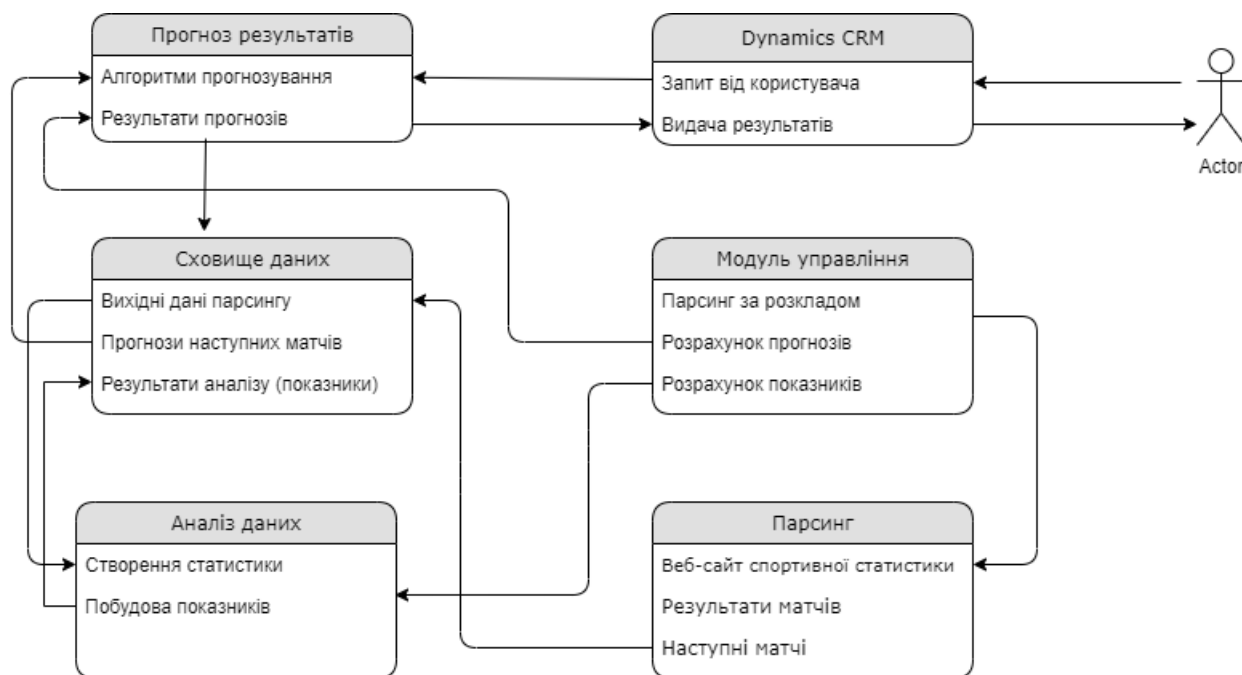 Прогноз результатів
Алгоритми прогнозування
Результати прогнозів
Dynamics CRM
Запит від користувача
Видача результатів
Actor
Сховище даних
Вихідні дані парсингу
Прогнози наступних матчів
Результати аналізу (показники)
Модуль управління
Парсинг за розкладом
Розрахунок прогнозів
Розрахунок показників
Аналіз даних
Створення статистики
Побудова показників
Парсинг
Веб-сайт спортивної статистики
Результати матчів
Наступні матчі